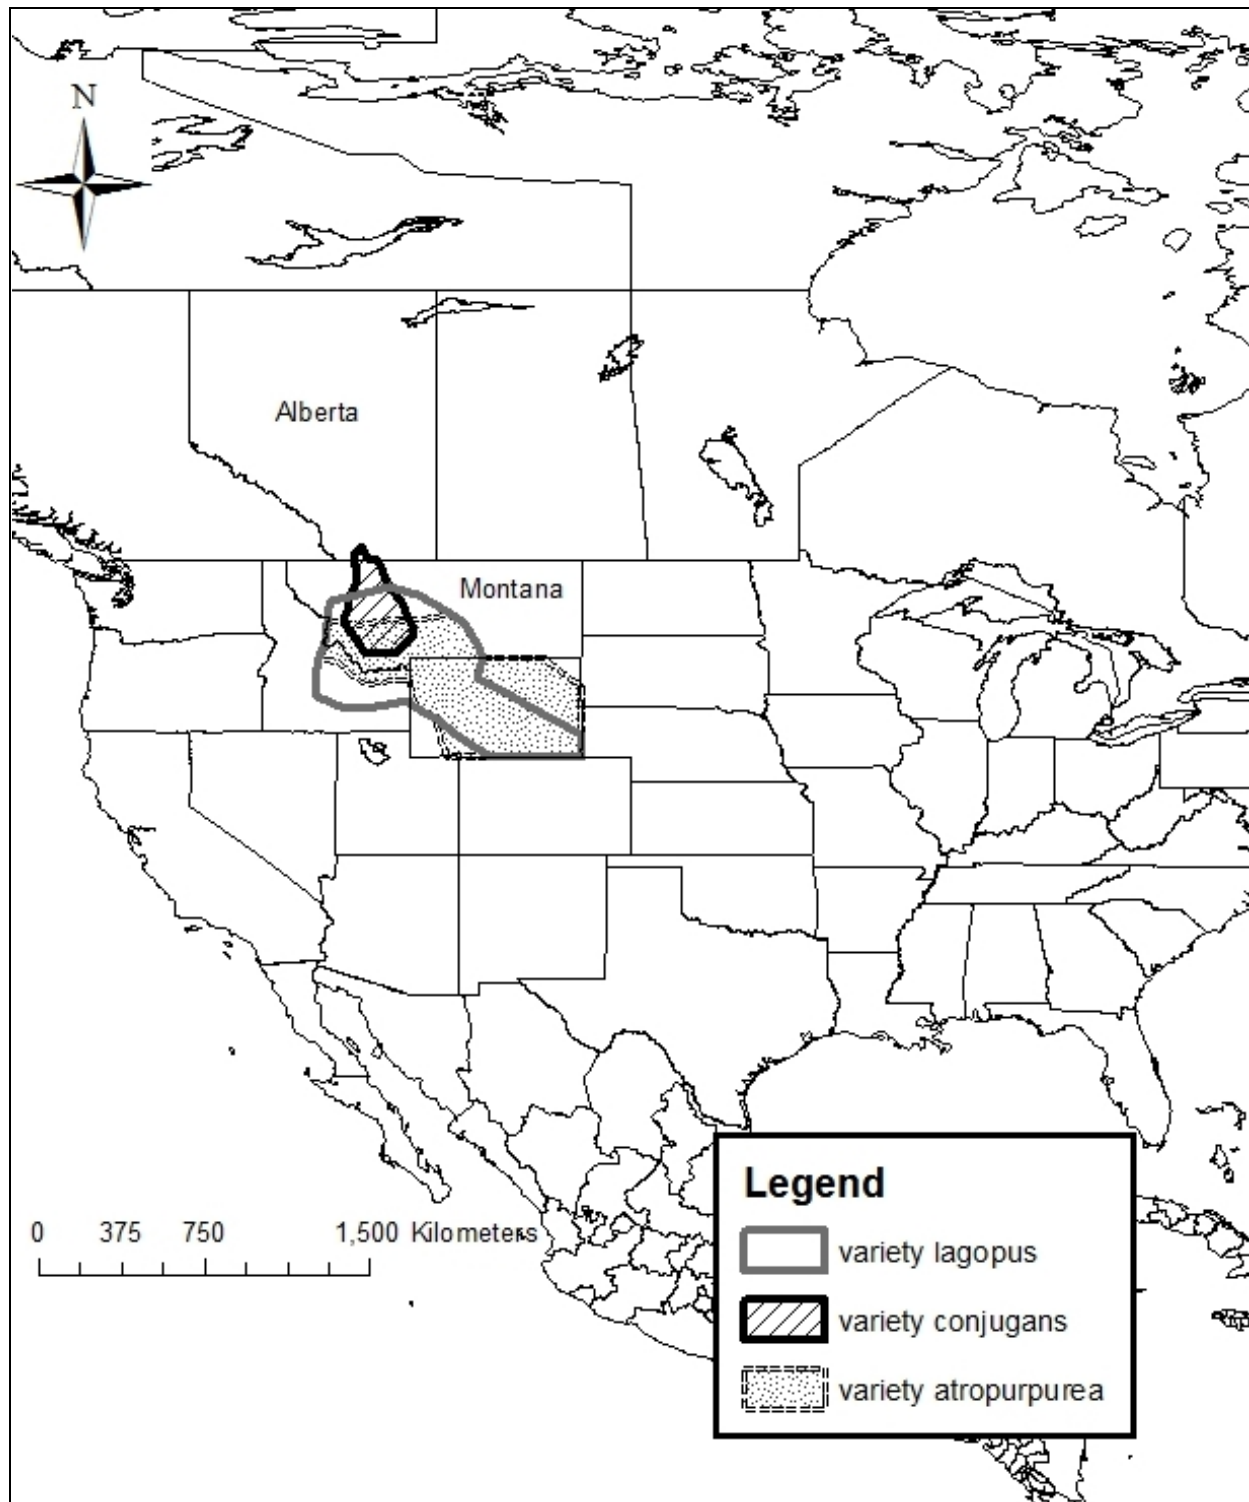 N
Alberta
Montana
0 375 750 1,500 Kilometers
Legend
variety lagopus
variety conjugans
variety atropurpurea